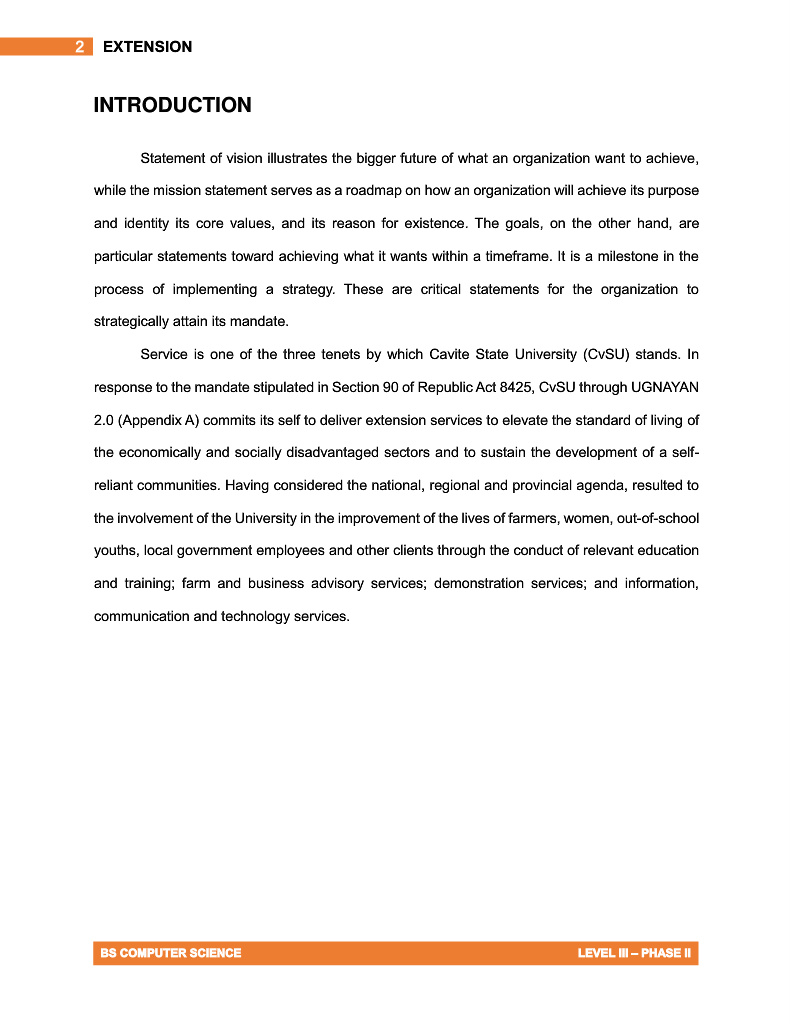 2 EXTENSION
INTRODUCTION
Statement of vision illustrates the bigger future of what an organization want to achieve,
while the mission statement serves as a roadmap on how an organization will achieve its purpose
and identity its core values, and its reason for existence. The goals, on the other hand, are
particular statements toward achieving what it wants within a timeframe. It is a milestone in the
process of implementing a strategy. These are critical statements for the organization to
strategically attain its mandate.
Service is one of the three tenets by which Cavite State University (CvSU) stands. In
response to the mandate stipulated in Section 90 of Republic Act 8425, CvSU through UGNAYAN
2.0 (Appendix A) commits its self to deliver extension services to elevate the standard of living of
the economically and socially disadvantaged sectors and to sustain the development of a self-
reliant communities. Having considered the national, regional and provincial agenda, resulted to
the involvement of the University in the improvement of the lives of farmers, women, out-of-school
youths, local government employees and other clients through the conduct of relevant education
and training; farm and business advisory services; demonstration services; and information,
communication and technology services.
BS COMPUTER SCIENCE LEVEL III – PHASE II